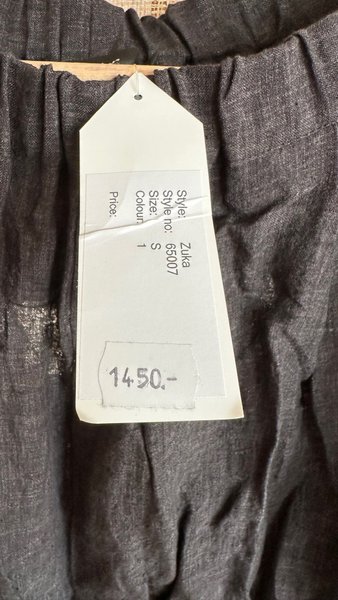 Style: Zuka
Style no: 65007
Size: S
Colour: 1
Price:
1450.-